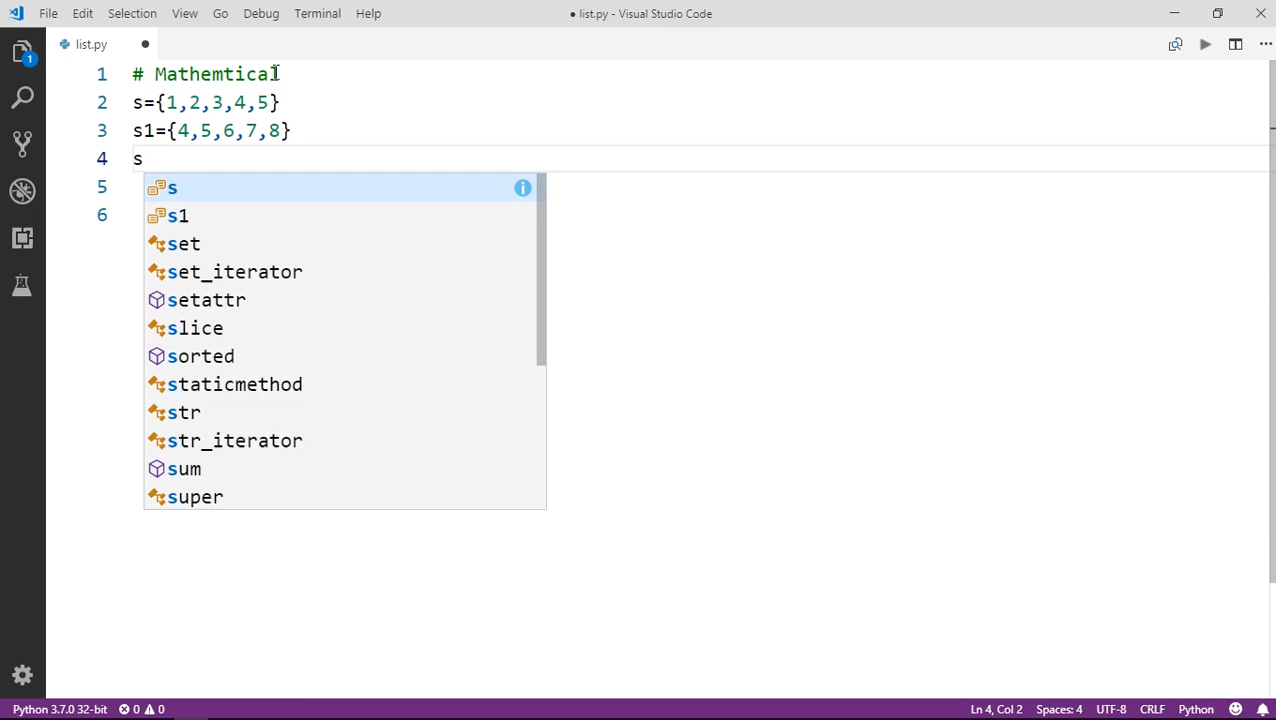 File Edit Selection View Go Debug Terminal Help
● list.py - Visual Studio Code
1
list.py ●
1 # Mathemtical
2 s={1,2,3,4,5}
3 s1={4,5,6,7,8}
4 s
5
6
s
s1
set
set_iterator
setattr
slice
sorted
staticmethod
str
str_iterator
sum
super
Python 3.7.0 32-bit 0 0 Ln 4, Col 2 Spaces: 4 UTF-8 CRLF Python